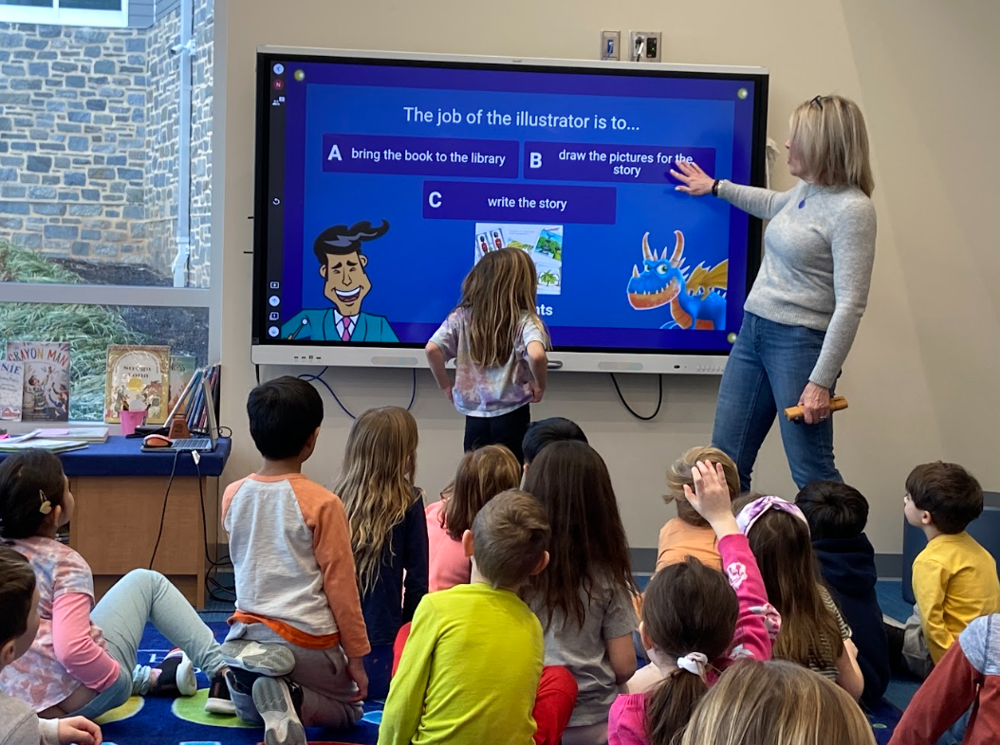 The job of the illustrator is to...
A bring the book to the library
B draw the pictures for the
story
C write the story
nts
N
CRAYON MAN
NIE